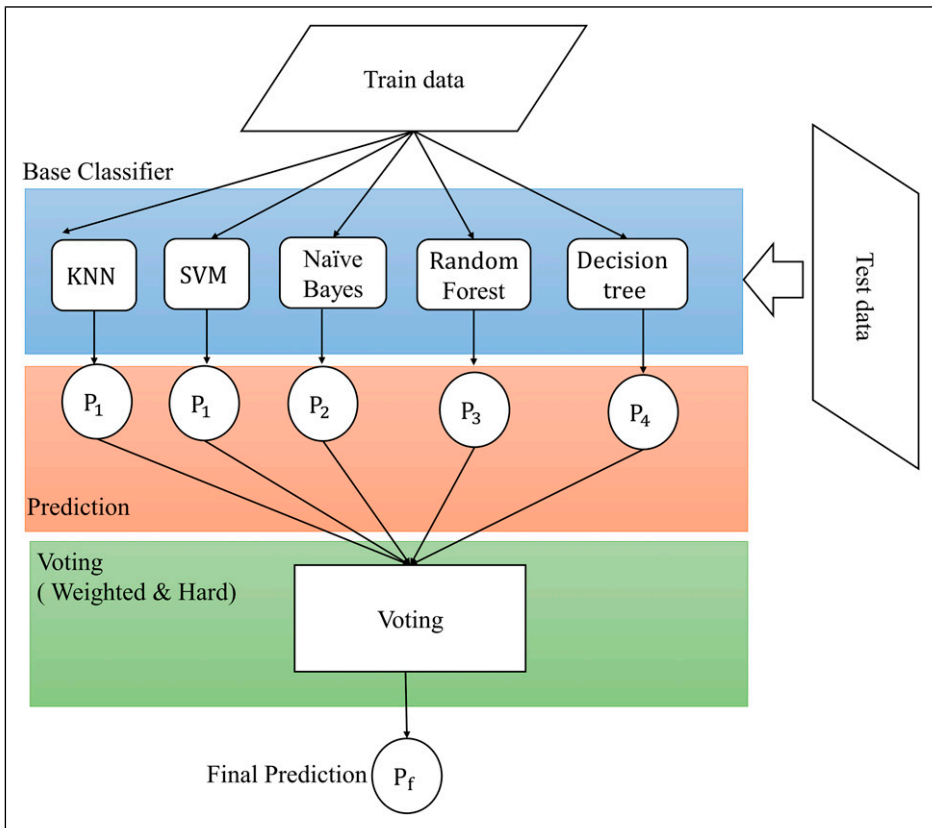 Train data
Base Classifier
KNN
SVM
Naïve
Bayes
Random
Forest
Decision
tree
Test data
P₁
P₁
P₂
P₃
P₄
Prediction
Voting
( Weighted & Hard)
Voting
Final Prediction
P_f